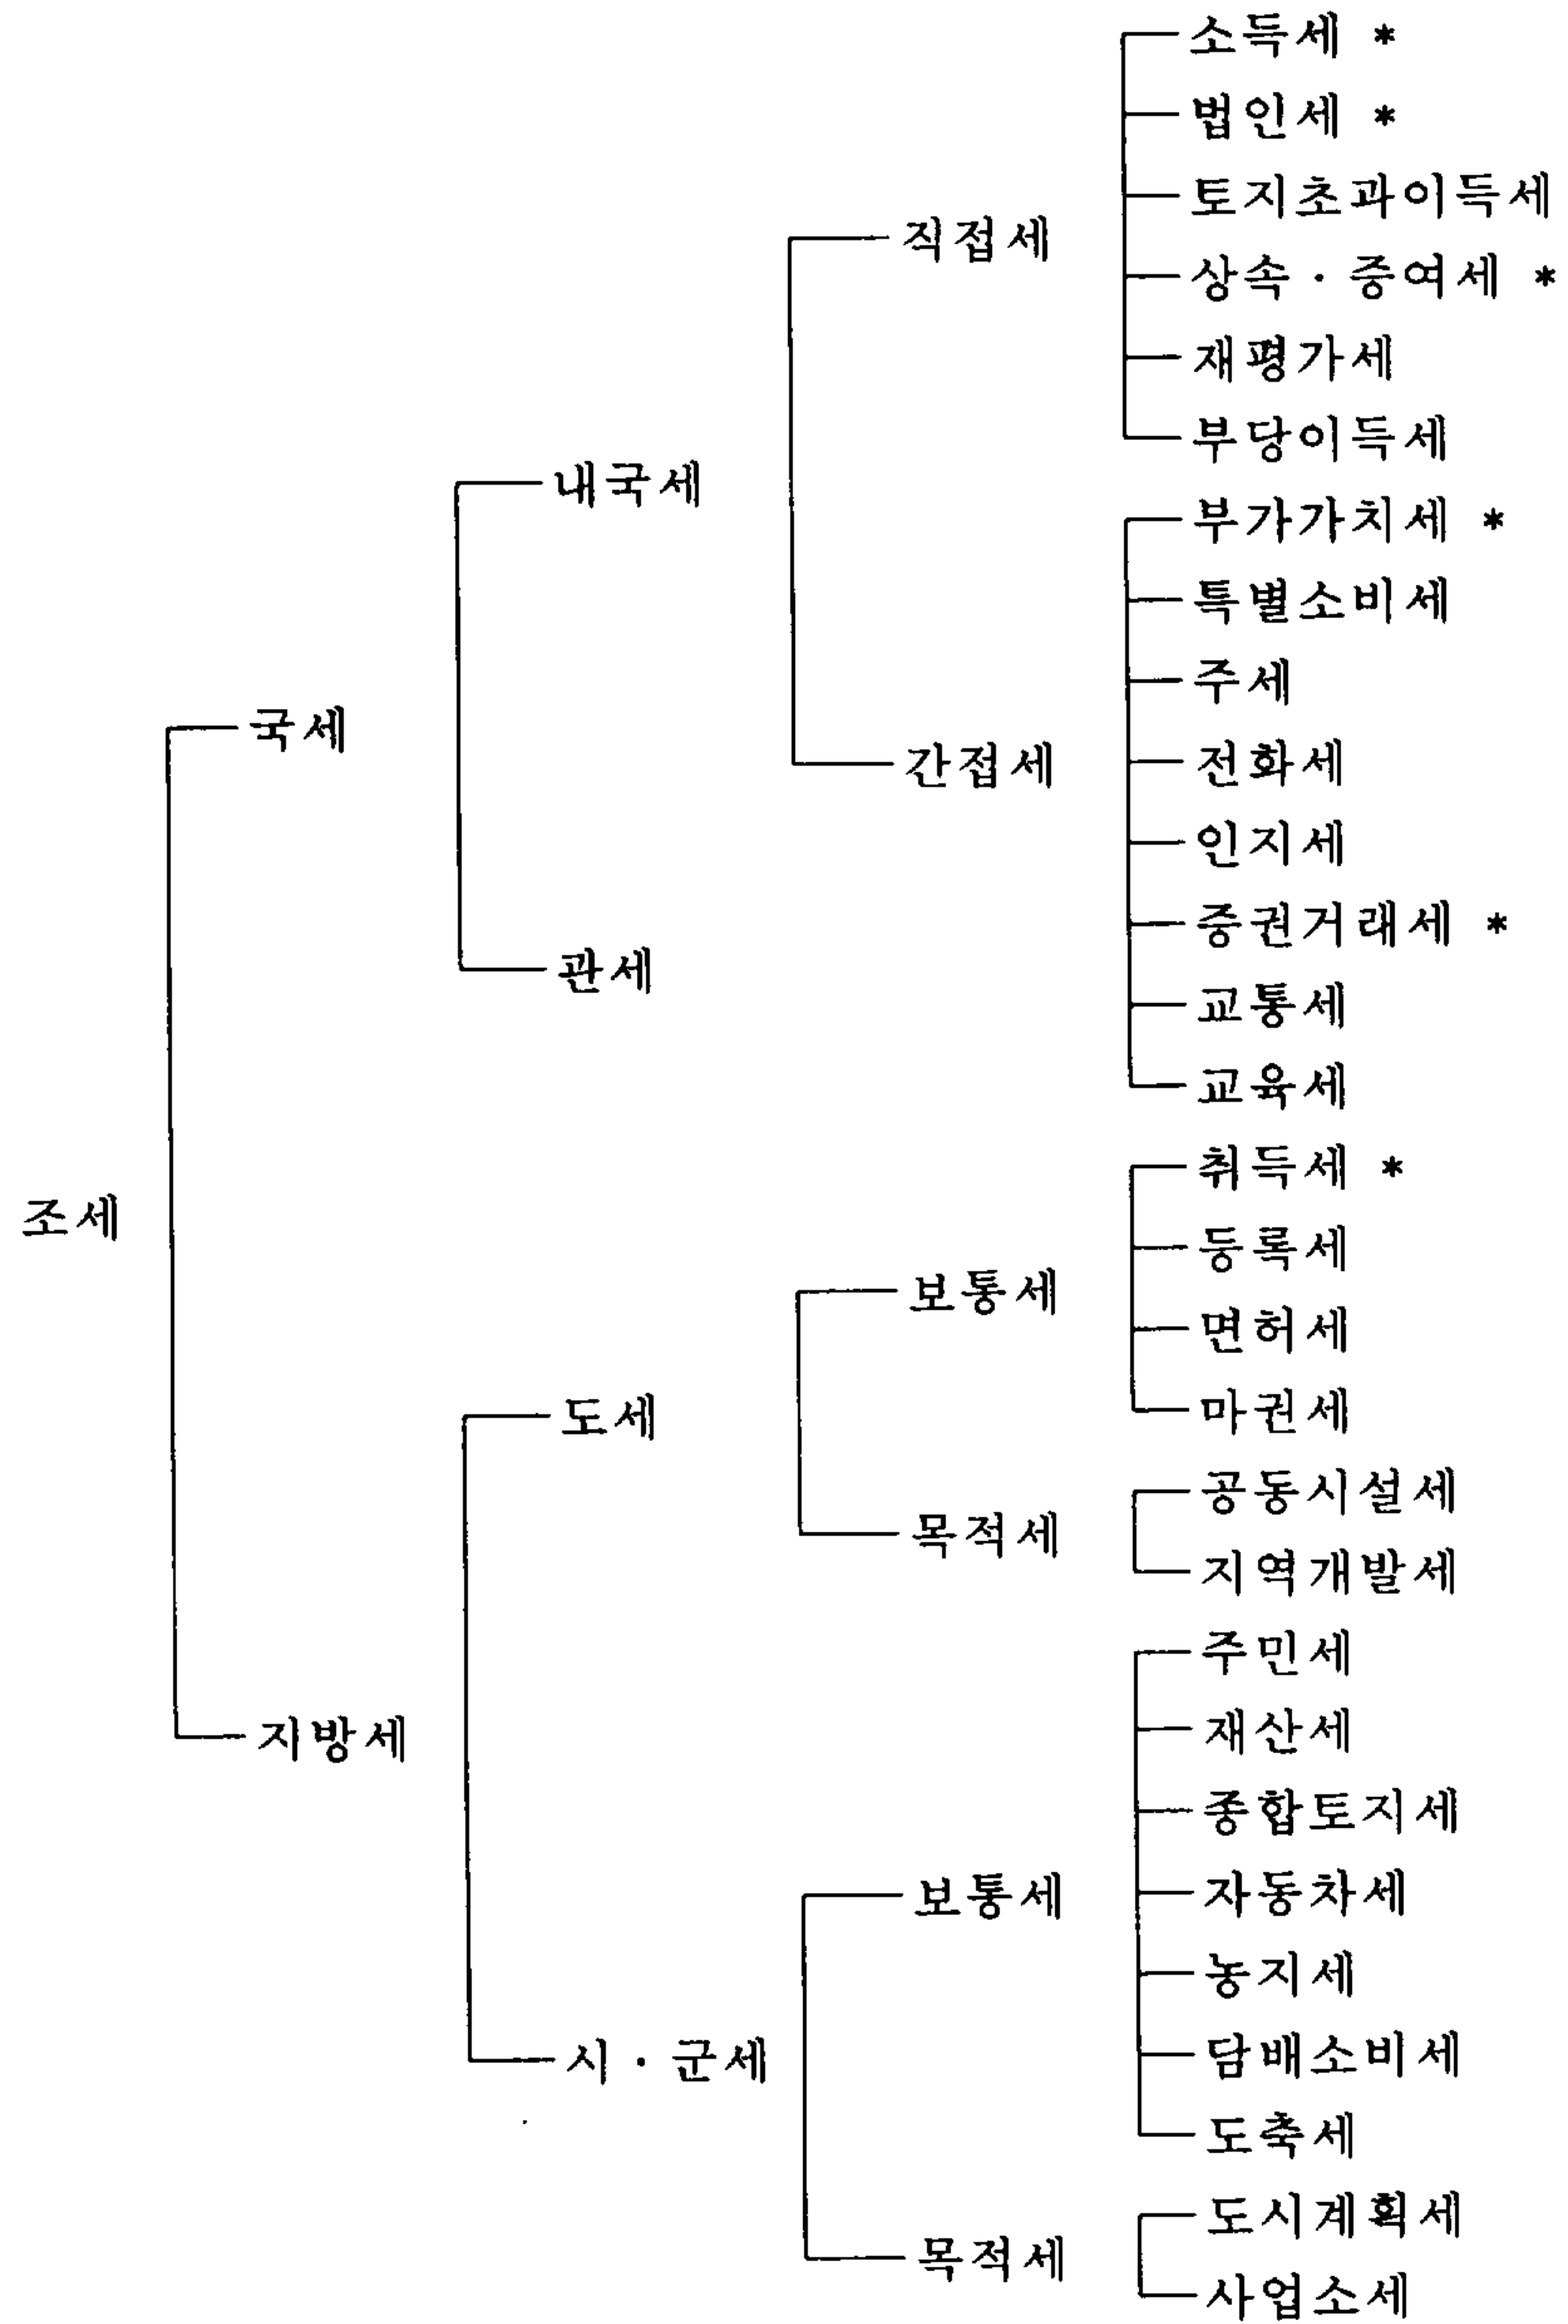 조세
국세
내국세
직접세
소득세 *
법인세 *
토지초과이득세
상속 · 증여세 *
재평가세
부당이득세
간접세
부가가치세 *
특별소비세
주세
전화세
인지세
증권거래세 *
교통세
교육세
관세
지방세
도세
보통세
취득세 *
등록세
면허세
마권세
목적세
공동시설세
지역개발세
시 · 군세
보통세
주민세
재산세
종합토지세
자동차세
농지세
담배소비세
도축세
목적세
도시계획세
사업소세